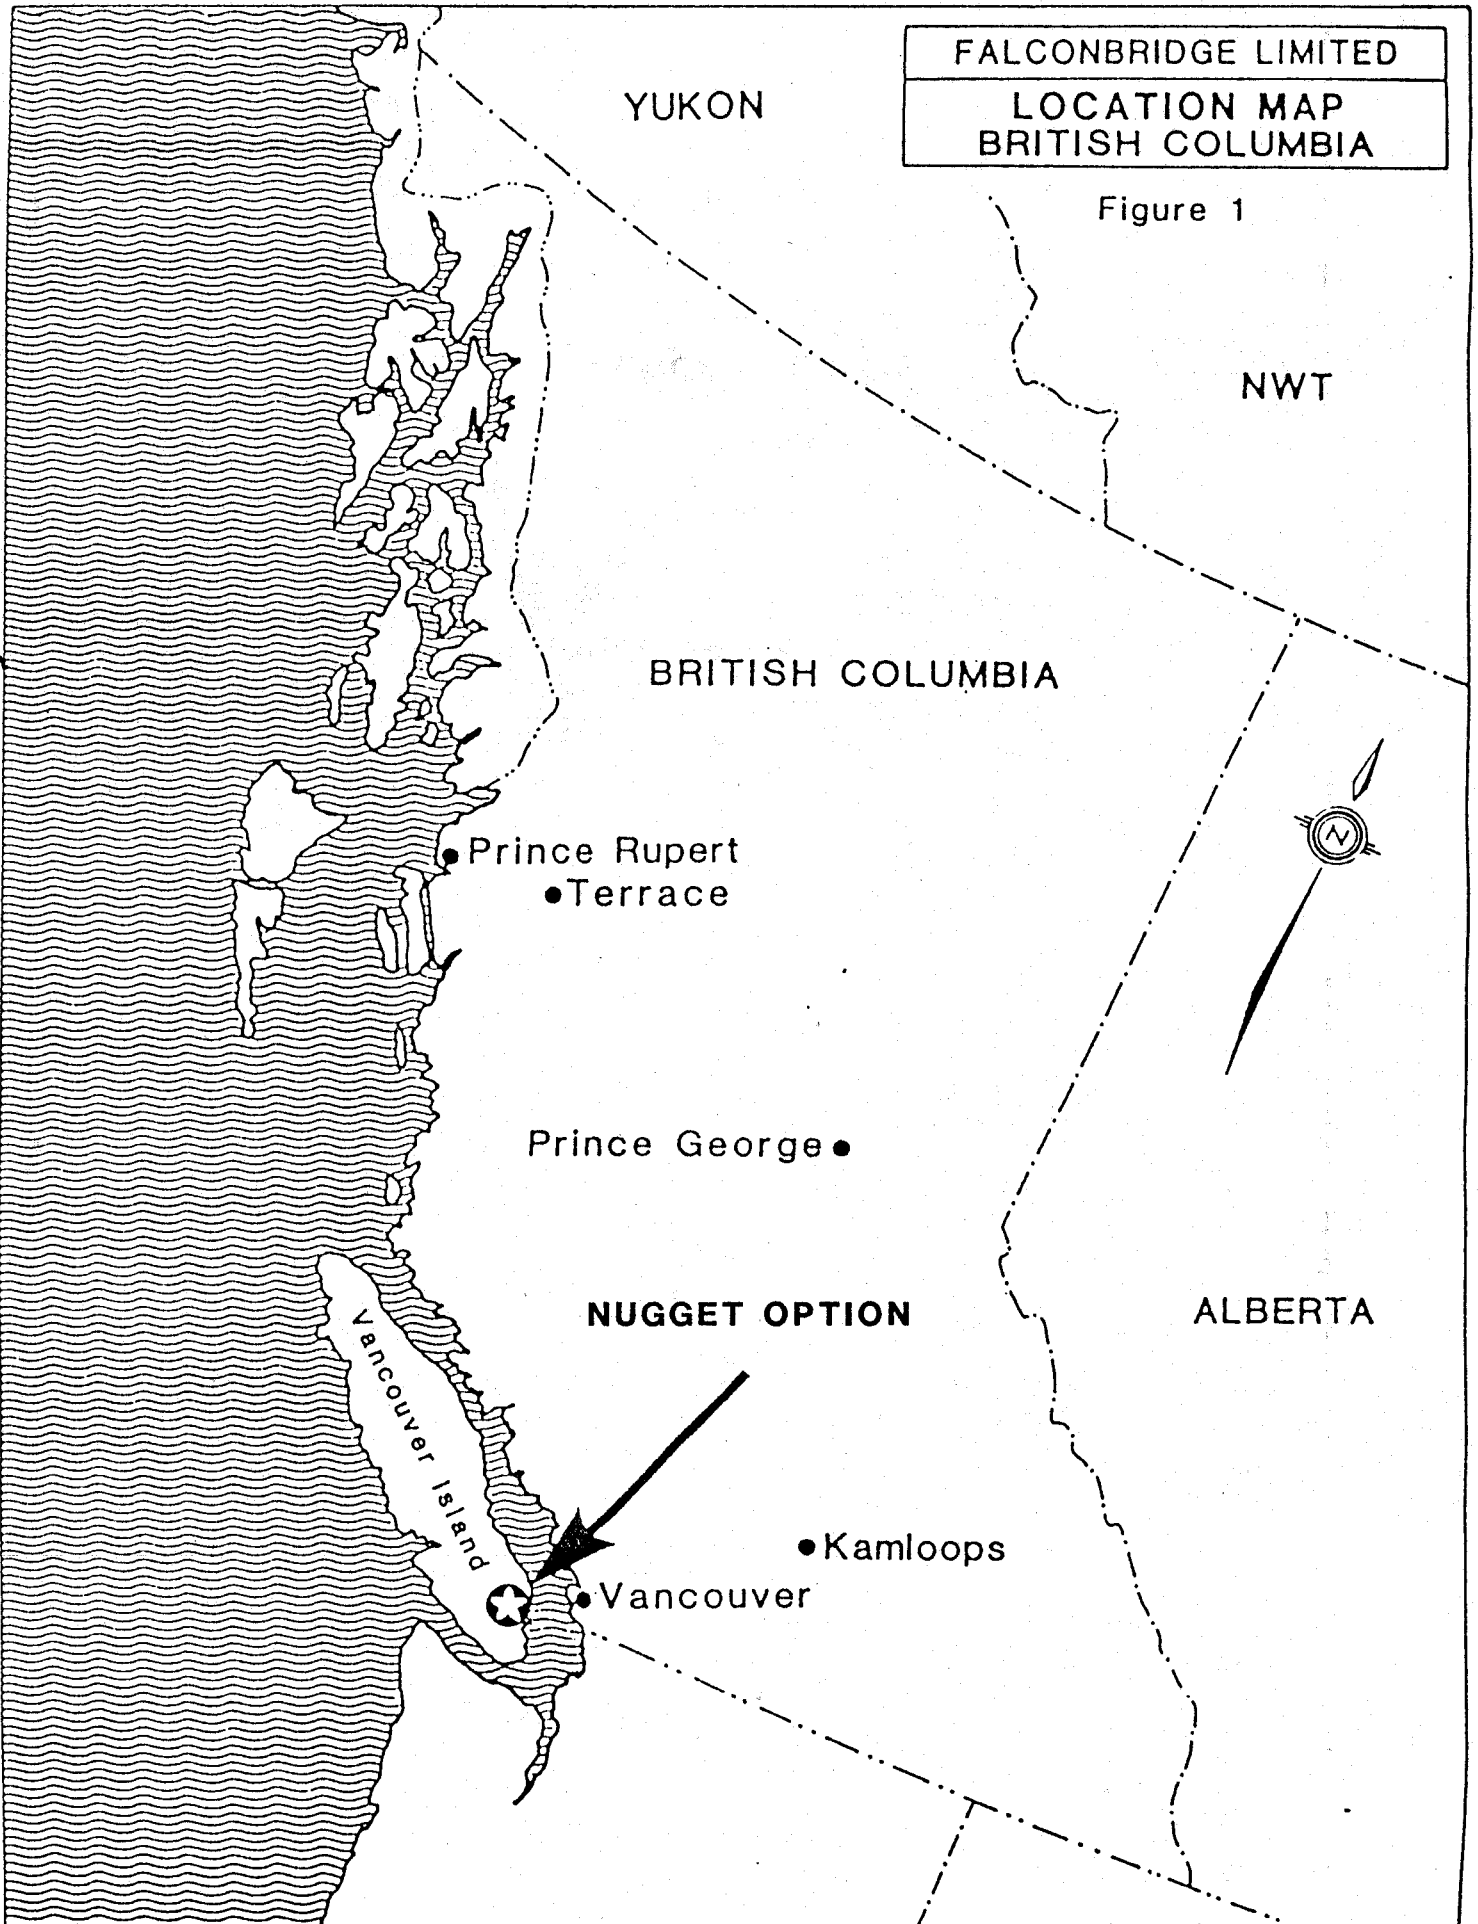 FALCONBRIDGE LIMITED
LOCATION MAP
BRITISH COLUMBIA
Figure 1
YUKON
NWT
BRITISH COLUMBIA
N
Prince Rupert
Terrace
Prince George
NUGGET OPTION
ALBERTA
Vancouver Island
Kamloops
Vancouver